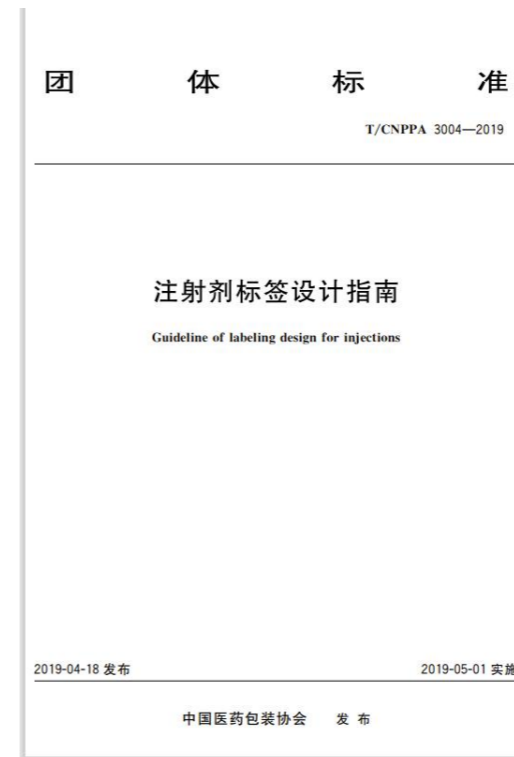 团体标准
T/CNPPA 3004—2019
注射剂标签设计指南
Guideline of labeling design for injections
2019-04-18 发布
2019-05-01 实施
中国医药包装协会 发布